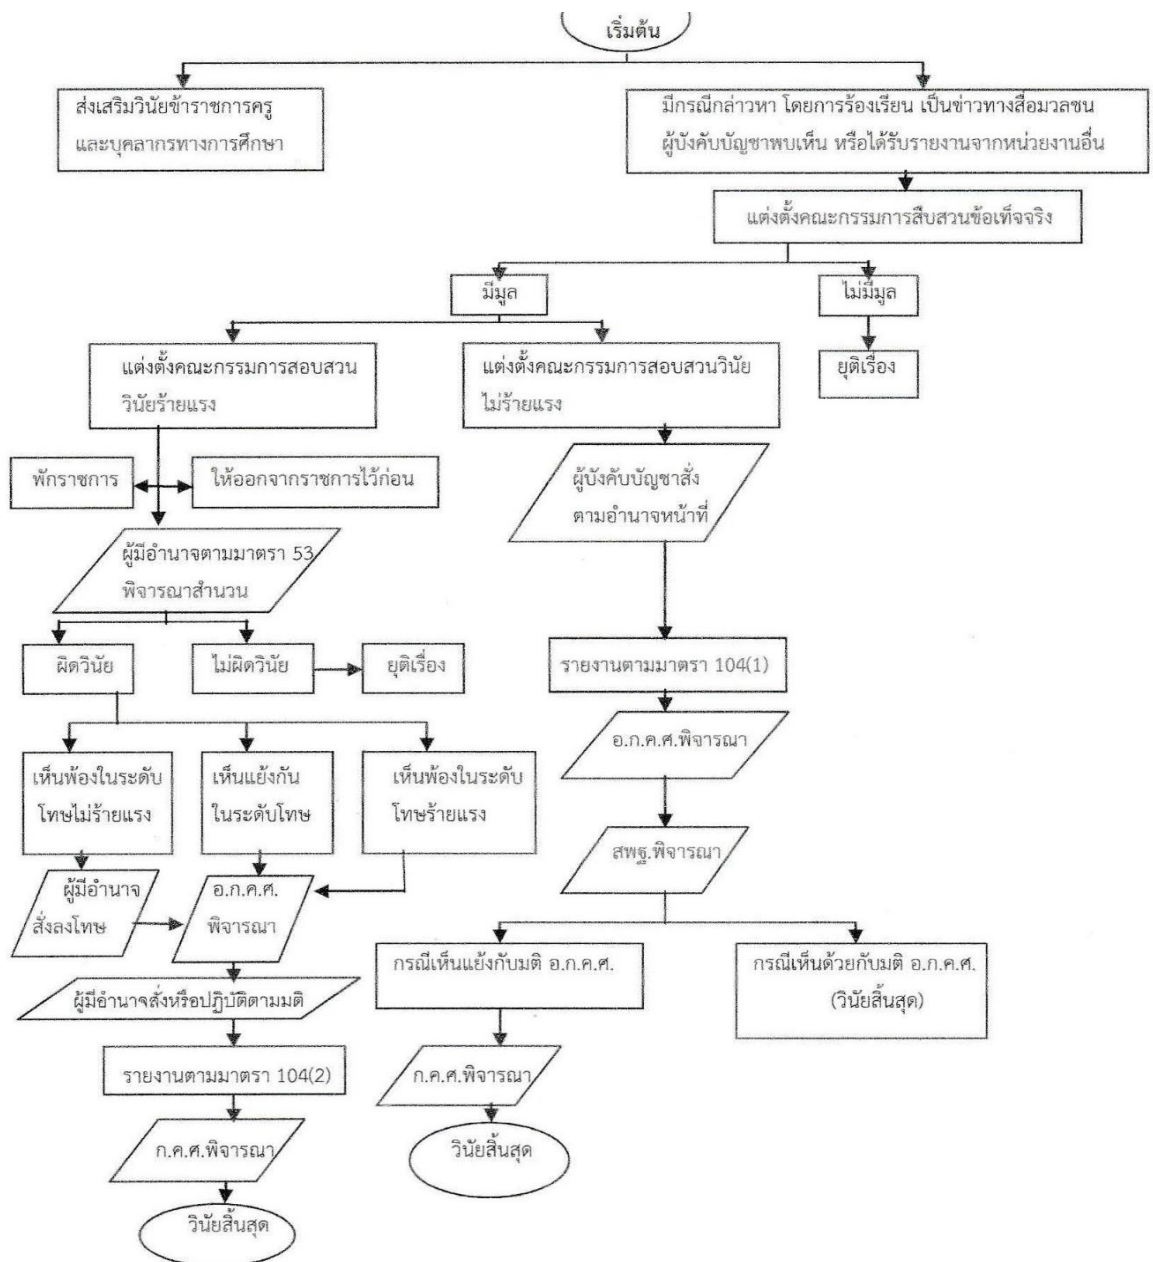 เริ่มต้น
ส่งเสริมวินัยข้าราชการครู
และบุคลากรทางการศึกษา
มีกรณีกล่าวหา โดยการร้องเรียน เป็นข่าวทางสื่อมวลชน
ผู้บังคับบัญชาพบเห็น หรือได้รับรายงานจากหน่วยงานอื่น
แต่งตั้งคณะกรรมการสืบสวนข้อเท็จจริง
มีมูล
ไม่มีมูล
แต่งตั้งคณะกรรมการสอบสวน
วินัยร้ายแรง
แต่งตั้งคณะกรรมการสอบสวนวินัย
ไม่ร้ายแรง
ยุติเรื่อง
พักราชการ
ให้ออกจากราชการไว้ก่อน
ผู้บังคับบัญชาสั่ง
ตามอำนาจหน้าที่
ผู้มีอำนาจตามมาตรา 53
พิจารณาสำนวน
ผิดวินัย
ไม่ผิดวินัย
ยุติเรื่อง
รายงานตามมาตรา 104(1)
อ.ก.ค.ศ.พิจารณา
เห็นพ้องในระดับ
โทษไม่ร้ายแรง
เห็นแย้งกัน
ในระดับโทษ
เห็นพ้องในระดับ
โทษร้ายแรง
สพฐ.พิจารณา
ผู้มีอำนาจ
สั่งลงโทษ
อ.ก.ค.ศ.
พิจารณา
กรณีเห็นแย้งกับมติ อ.ก.ค.ศ.
กรณีเห็นด้วยกับมติ อ.ก.ค.ศ.
(วินัยสิ้นสุด)
ผู้มีอำนาจสั่งหรือปฏิบัติตามมติ
รายงานตามมาตรา 104(2)
ก.ค.ศ.พิจารณา
ก.ค.ศ.พิจารณา
วินัยสิ้นสุด
วินัยสิ้นสุด